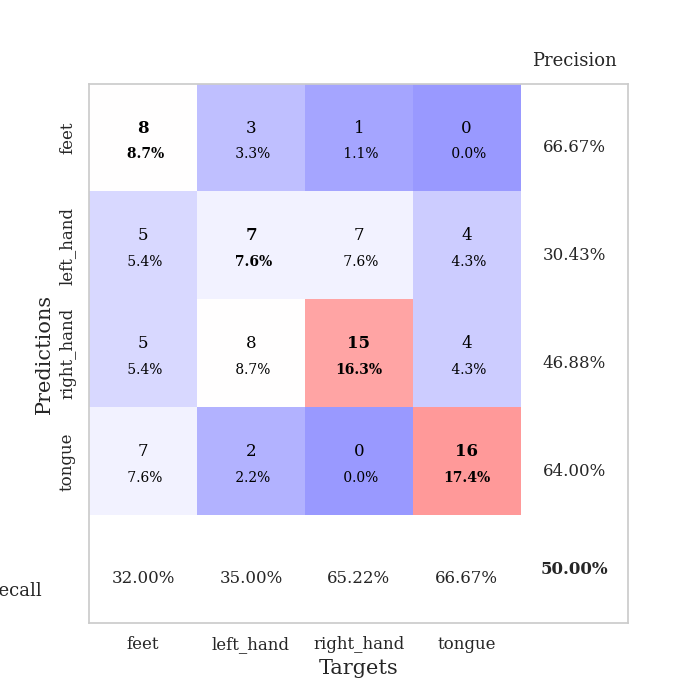 Precision
feet 8 3 1 0 66.67%
8.7% 3.3% 1.1% 0.0%
left_hand 5 7 7 4 30.43%
5.4% 7.6% 7.6% 4.3%
Predictions
right_hand 5 8 15 4 46.88%
5.4% 8.7% 16.3% 4.3%
tongue 7 2 0 16 64.00%
7.6% 2.2% 0.0% 17.4%
ecall 32.00% 35.00% 65.22% 66.67% 50.00%
feet left_hand right_hand tongue
Targets